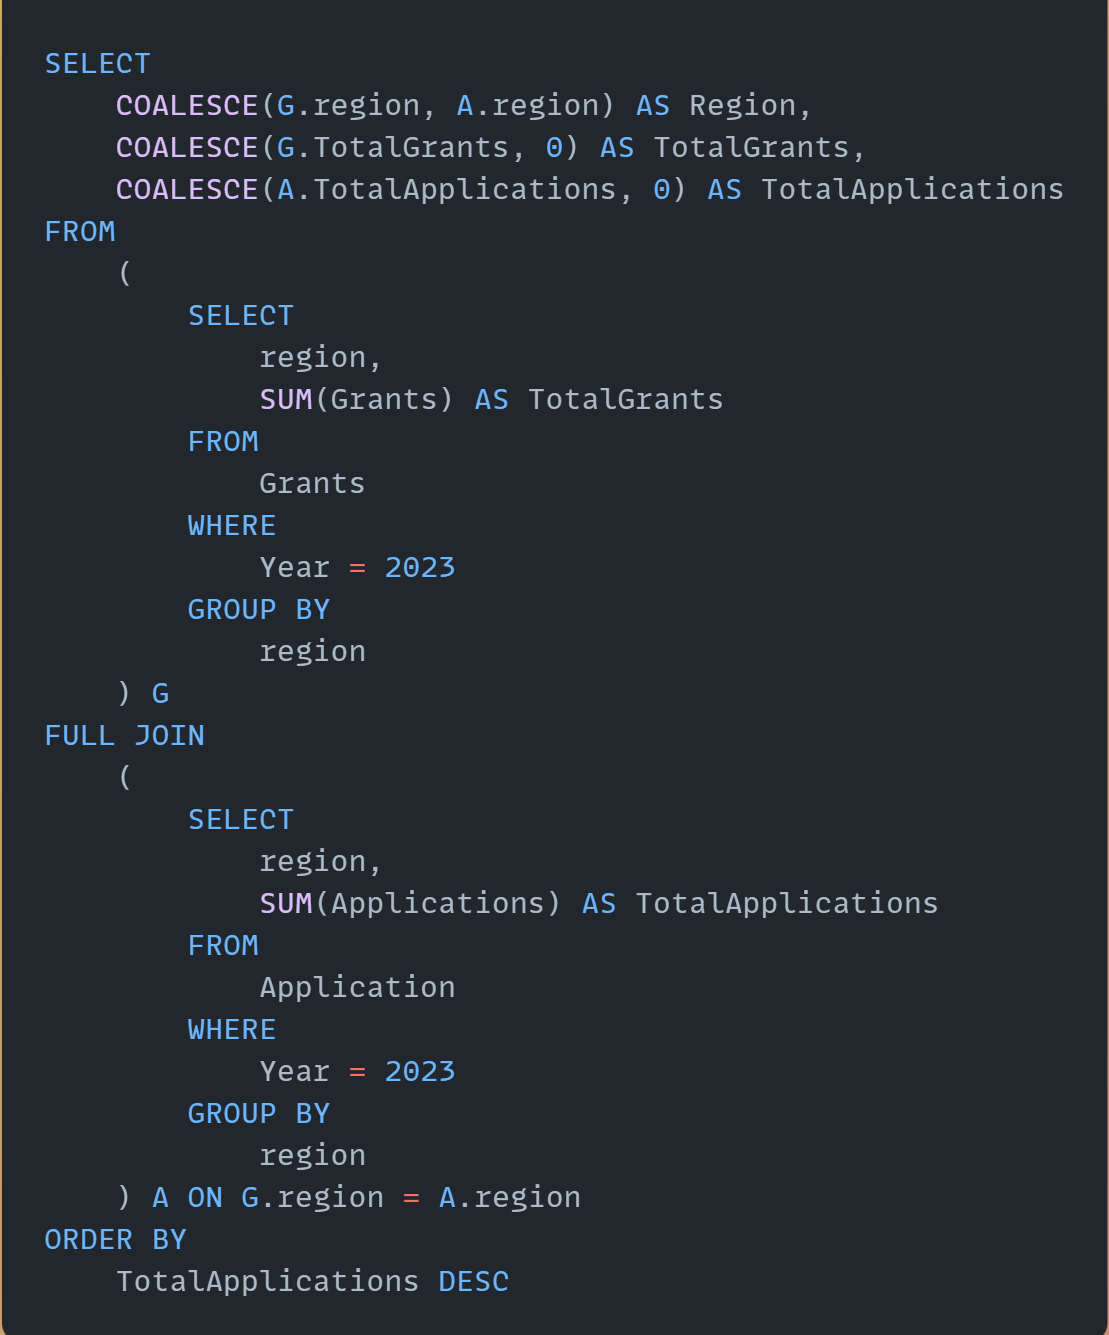 SELECT
    COALESCE(G.region, A.region) AS Region,
    COALESCE(G.TotalGrants, 0) AS TotalGrants,
    COALESCE(A.TotalApplications, 0) AS TotalApplications
FROM
    (
        SELECT
            region,
            SUM(Grants) AS TotalGrants
        FROM
            Grants
        WHERE
            Year = 2023
        GROUP BY
            region
    ) G
FULL JOIN
    (
        SELECT
            region,
            SUM(Applications) AS TotalApplications
        FROM
            Application
        WHERE
            Year = 2023
        GROUP BY
            region
    ) A ON G.region = A.region
ORDER BY
    TotalApplications DESC